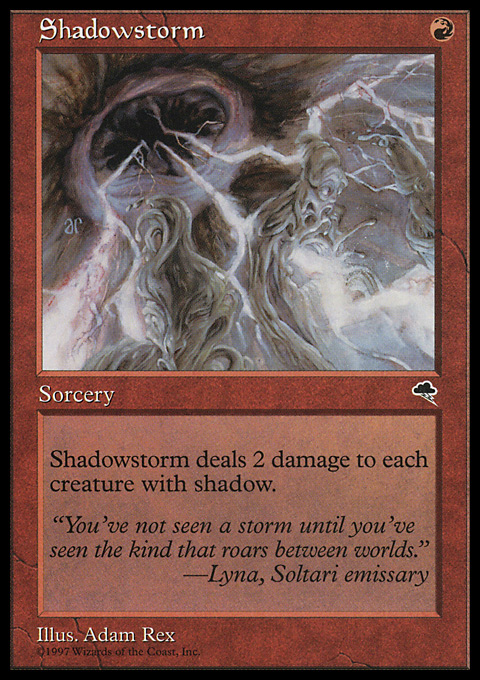 Shadowstorm
Sorcery
Shadowstorm deals 2 damage to each
creature with shadow.
“You’ve not seen a storm until you’ve
seen the kind that roars between worlds.”
—Lyna, Soltari emissary
Illus. Adam Rex
©1997 Wizards of the Coast, Inc.